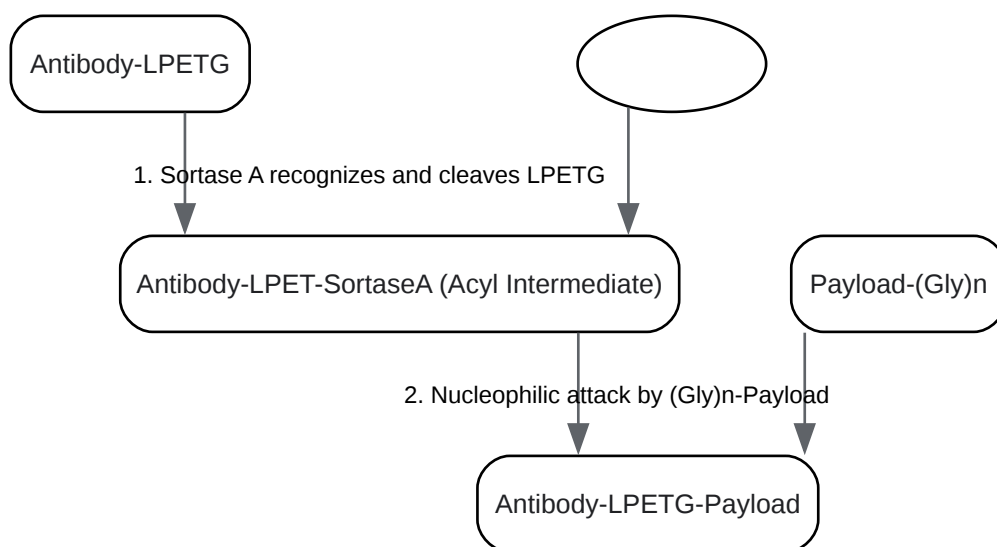 Antibody-LPETG
1. Sortase A recognizes and cleaves LPETG
Antibody-LPET-SortaseA (Acyl Intermediate)
Payload-(Gly)n
2. Nucleophilic attack by (Gly)n-Payload
Antibody-LPETG-Payload